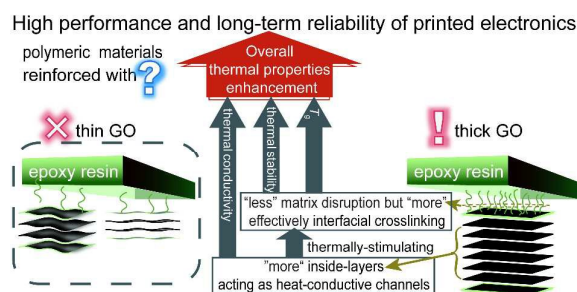 High performance and long-term reliability of printed electronics
polymeric materials
reinforced with ?
Overall
thermal properties
enhancement
thin GO
epoxy resin
thermal conductivity
thermal stability
Tg
! thick GO
epoxy resin
"less" matrix disruption but "more"
effectively interfacial crosslinking
thermally-stimulating
"more" inside-layers
acting as heat-conductive channels